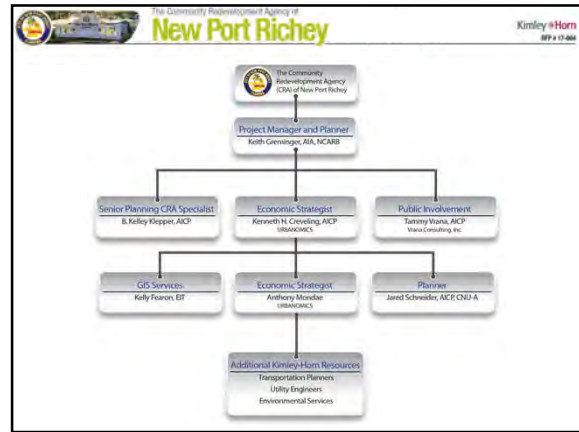 The Community Redevelopment Agency of
New Port Richey
Kimley»Horn
The Community
Redevelopment Agency
(CRA) of New Port Richey
Project Manager and Planner
Keith Greminger, AIA, NCARB
Senior Planning CRA Specialist
B. Kelley Klepper, AICP
Economic Strategist
Kenneth H. Creveling, AICP
URBANOMICS
Public Involvement
Tammy Vrana, AICP
Vrana Consulting, Inc
GIS Services
Kelly Fearon, EIT
Economic Strategist
Anthony Mondae
URBANOMICS
Planner
Jared Schneider, AICP, CNU-A
Additional Kimley-Horn Resources
Transportation Planners
Utility Engineers
Environmental Services